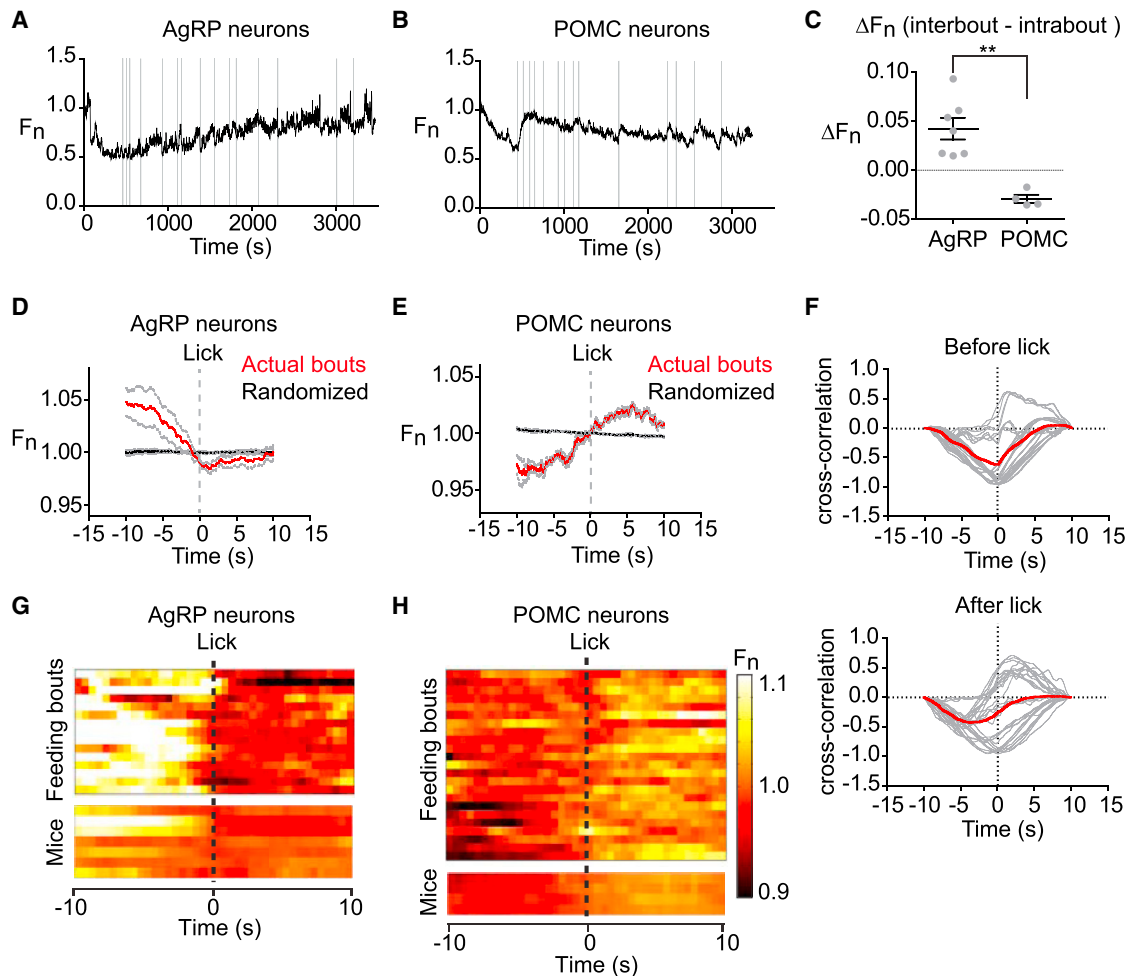 A
AgRP neurons
1.5
1.0
Fn
0.5
0.0
0 1000 2000 3000
Time (s)
B
POMC neurons
1.5
1.0
Fn
0.5
0.0
0 1000 2000 3000
Time (s)
C
ΔFn (interbout - intrabout )
**
0.10
0.05
ΔFn
0.00
-0.05
AgRP POMC
D
AgRP neurons
Lick
Actual bouts
Randomized
1.05
Fn
1.00
0.95
-15 -10 -5 0 5 10 15
Time (s)
E
POMC neurons
Lick
Actual bouts
Randomized
1.05
Fn
1.00
0.95
-15 -10 -5 0 5 10 15
Time (s)
F
Before lick
1.0
0.5
0.0
-0.5
-1.0
-1.5
cross-correlation
-15 -10 -5 0 5 10 15
Time (s)
After lick
1.0
0.5
0.0
-0.5
-1.0
-1.5
cross-correlation
-15 -10 -5 0 5 10 15
Time (s)
G
AgRP neurons
Lick
Feeding bouts
Mice
-10 0 10
Time (s)
H
POMC neurons
Lick
Feeding bouts
Mice
-10 0 10
Time (s)
Fn
1.1
1.0
0.9